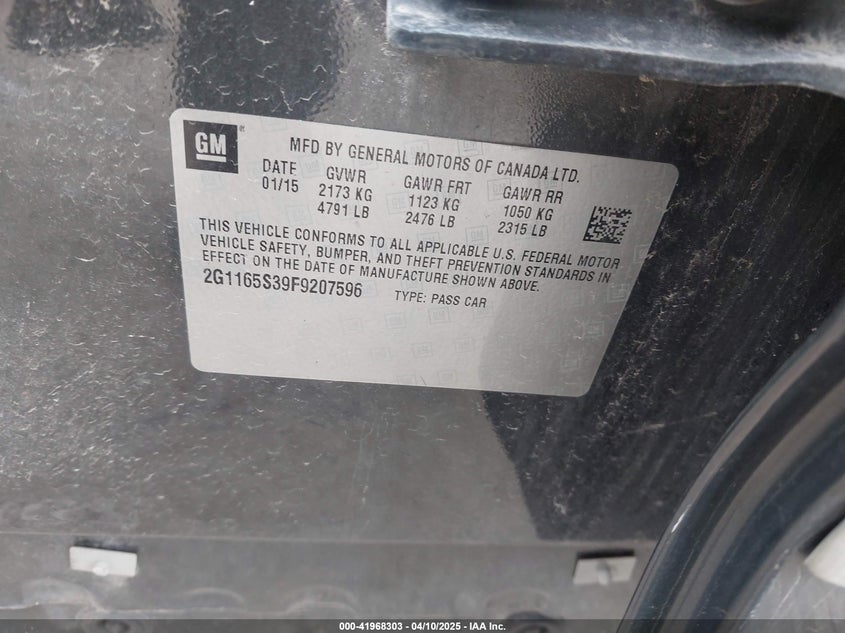 GM
MFD BY GENERAL MOTORS OF CANADA LTD.
DATE GVWR GAWR FRT GAWR RR
01/15 2173 KG 1123 KG 1050 KG
4791 LB 2476 LB 2315 LB
THIS VEHICLE CONFORMS TO ALL APPLICABLE U.S. FEDERAL MOTOR
VEHICLE SAFETY, BUMPER, AND THEFT PREVENTION STANDARDS IN
EFFECT ON THE DATE OF MANUFACTURE SHOWN ABOVE.
2G1165S39F9207596 TYPE: PASS CAR
000-41968303 - 04/10/2025 - IAA Inc.